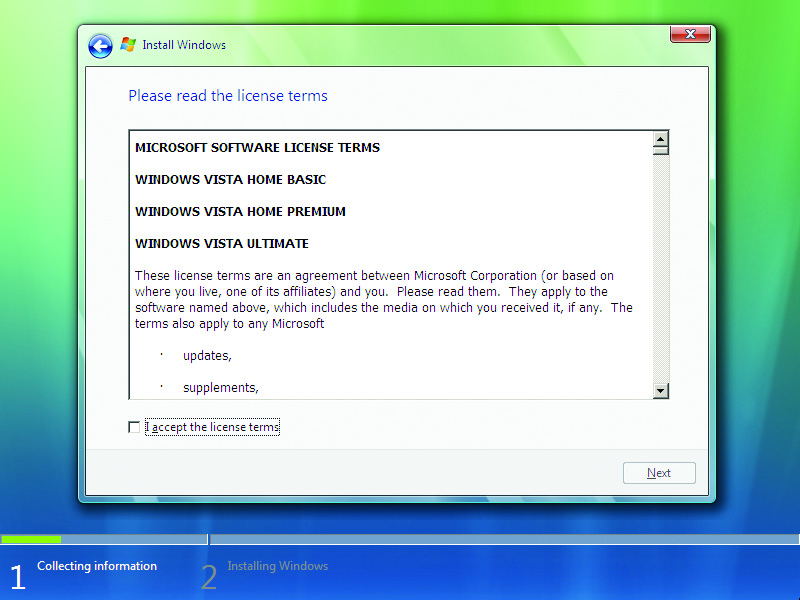 Install Windows
Please read the license terms
MICROSOFT SOFTWARE LICENSE TERMS
WINDOWS VISTA HOME BASIC
WINDOWS VISTA HOME PREMIUM
WINDOWS VISTA ULTIMATE
These license terms are an agreement between Microsoft Corporation (or based on
where you live, one of its affiliates) and you.  Please read them.  They apply to the
software named above, which includes the media on which you received it, if any.  The
terms also apply to any Microsoft
· updates,
· supplements,
I accept the license terms
Next
1 Collecting information
2 Installing Windows